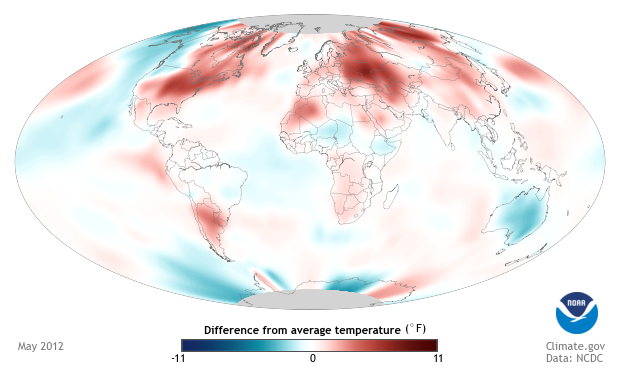 NOAA
Difference from average temperature (°F)
May 2012
-11 0 11
Climate.gov
Data: NCDC